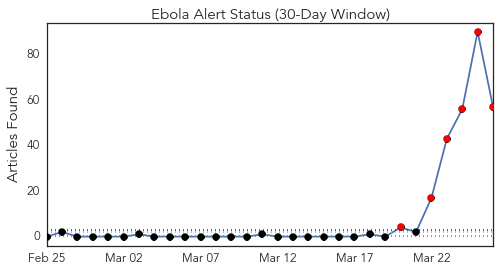 Ebola Alert Status (30-Day Window)
Articles Found
80
60
40
20
0
Feb 25
Mar 02
Mar 07
Mar 12
Mar 17
Mar 22